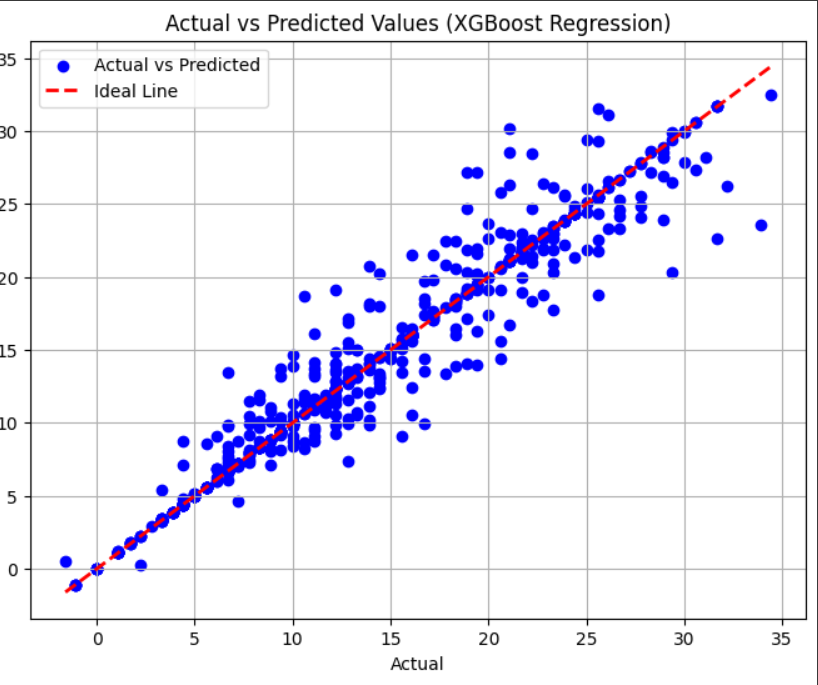 Actual vs Predicted Values (XGBoost Regression)
Actual vs Predicted
Ideal Line
35
30
25
20
15
10
5
0
0 5 10 15 20 25 30 35
Actual